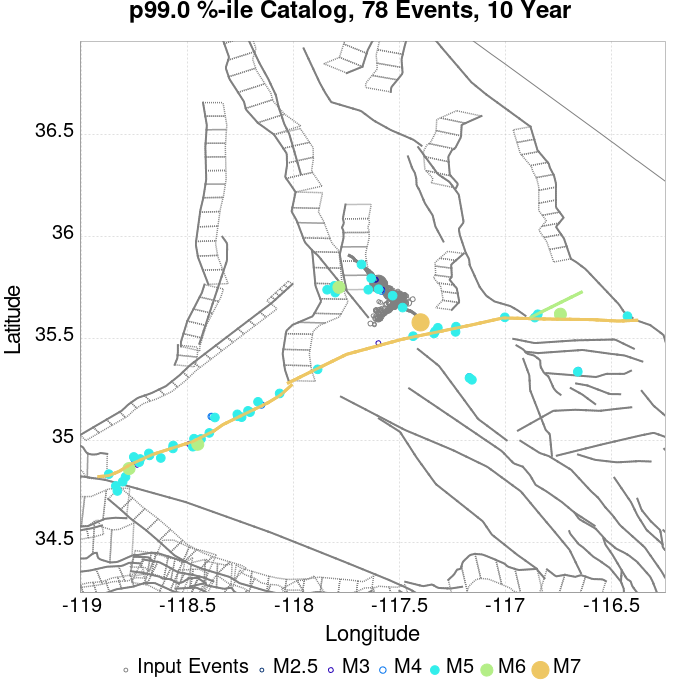 p99.0 %-ile Catalog, 78 Events, 10 Year
36.5
36
35.5
35
34.5
Latitude
-119 -118.5 -118 -117.5 -117 -116.5
Longitude
Input Events M2.5 M3 M4 M5 M6 M7